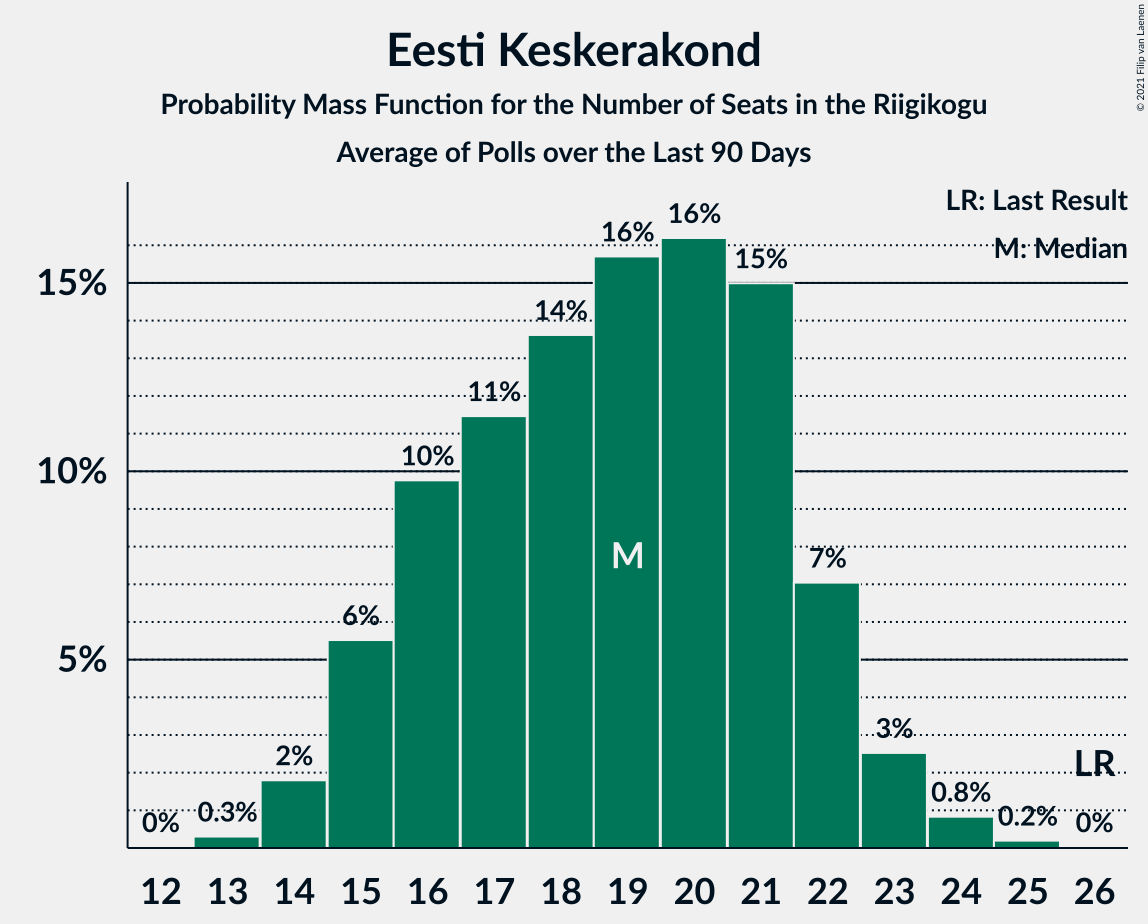 Eesti Keskerakond
Probability Mass Function for the Number of Seats in the Riigikogu
Average of Polls over the Last 90 Days
© 2021 Filip van Laenen
LR: Last Result
M: Median
15%
10%
5%
0%
0.3%
2%
6%
10%
11%
14%
16%
16%
15%
7%
3%
0.8%
0.2%
0%
M
LR
12 13 14 15 16 17 18 19 20 21 22 23 24 25 26